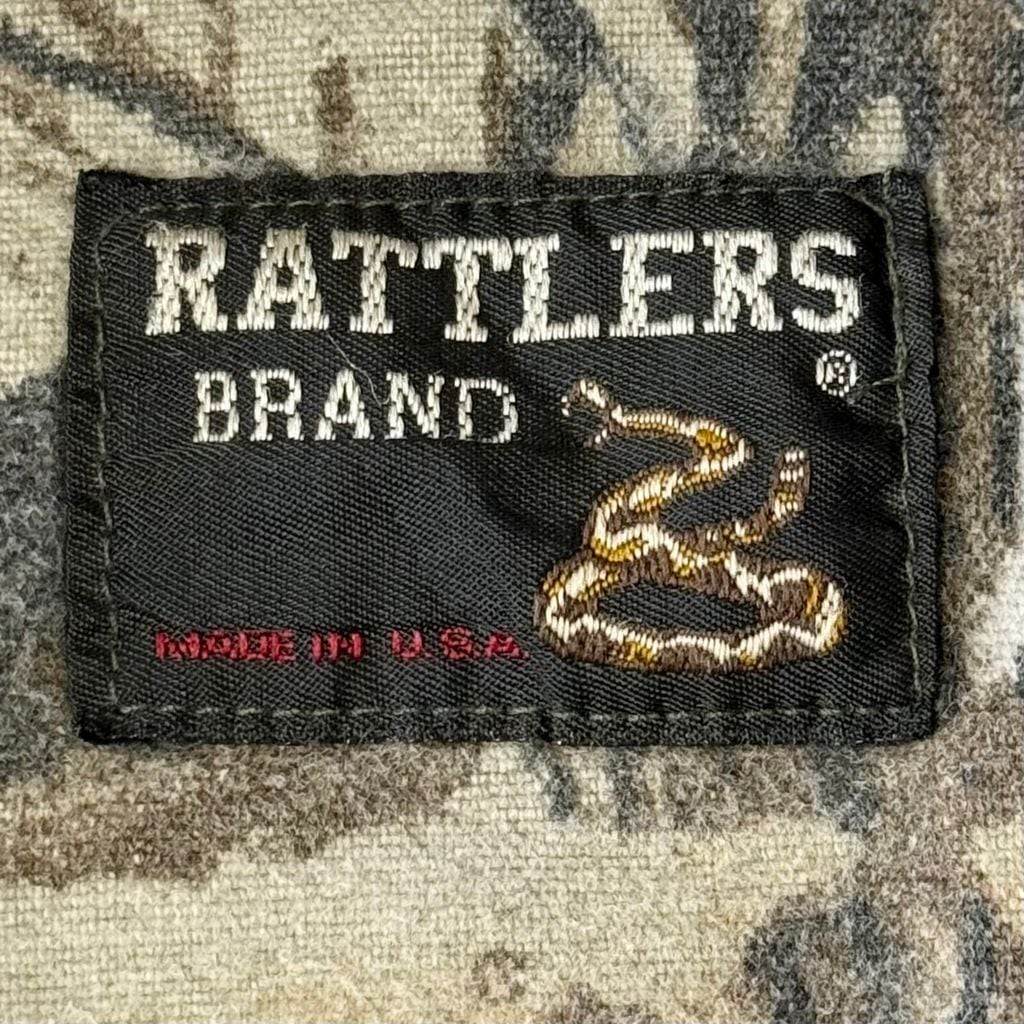 RATTLERS
®
BRAND
MADE IN U.S.A.